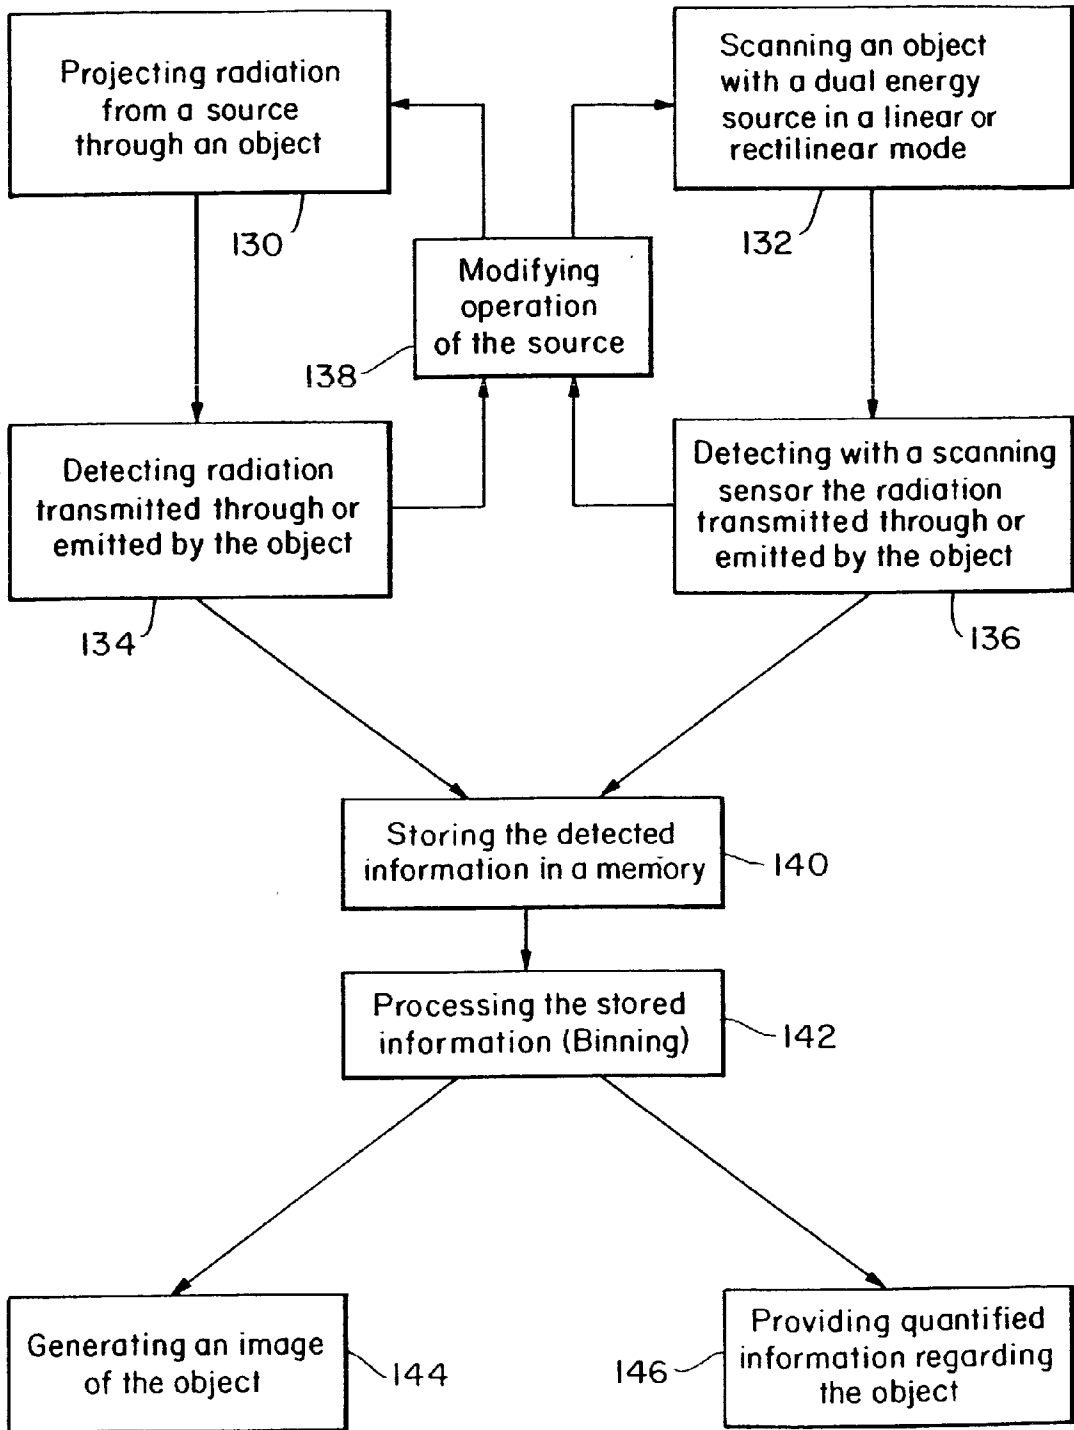 Projecting radiation
from a source
through an object
130
Scanning an object
with a dual energy
source in a linear or
rectilinear mode
132
Modifying
operation
of the source
138
Detecting radiation
transmitted through or
emitted by the object
134
Detecting with a scanning
sensor the radiation
transmitted through or
emitted by the object
136
Storing the detected
information in a memory
140
Processing the stored
information (Binning)
142
Generating an image
of the object
144
Providing quantified
information regarding
the object
146